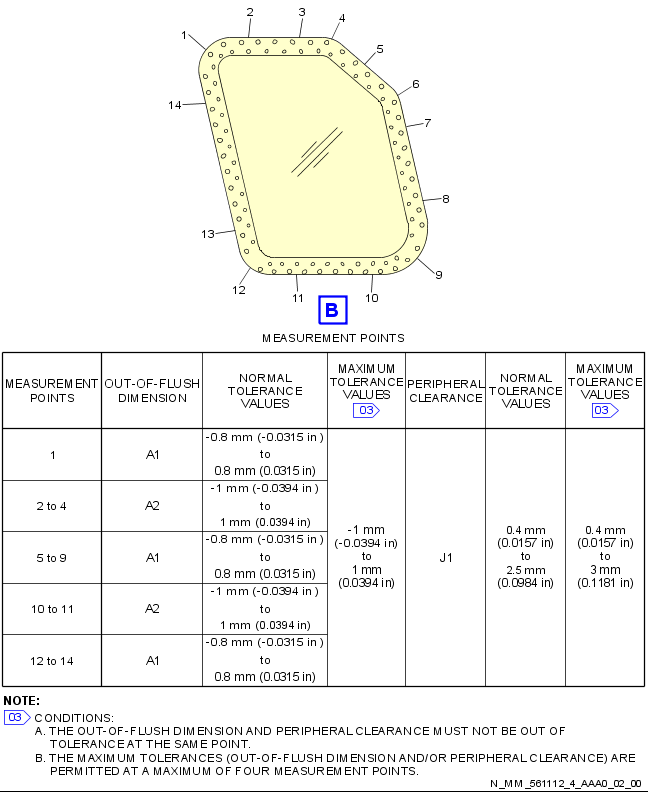 1
2
3
4
5
6
7
8
9
10
11
12
13
14
B
MEASUREMENT POINTS
MEASUREMENT
POINTS
OUT-OF-FLUSH
DIMENSION
NORMAL
TOLERANCE
VALUES
MAXIMUM
TOLERANCE
VALUES
03
PERIPHERAL
CLEARANCE
NORMAL
TOLERANCE
VALUES
MAXIMUM
TOLERANCE
VALUES
03
1
A1
-0.8 mm (-0.0315 in )
to
0.8 mm (0.0315 in)
2 to 4
A2
-1 mm (-0.0394 in )
to
1 mm (0.0394 in)
5 to 9
A1
-0.8 mm (-0.0315 in )
to
0.8 mm (0.0315 in)
10 to 11
A2
-1 mm (-0.0394 in )
to
1 mm (0.0394 in)
12 to 14
A1
-0.8 mm (-0.0315 in )
to
0.8 mm (0.0315 in)
-1 mm
(-0.0394 in)
to
1 mm
(0.0394 in)
J1
0.4 mm
(0.0157 in)
to
2.5 mm
(0.0984 in)
0.4 mm
(0.0157 in)
to
3 mm
(0.1181 in)
NOTE:
03 CONDITIONS:
A. THE OUT-OF-FLUSH DIMENSION AND PERIPHERAL CLEARANCE MUST NOT BE OUT OF
TOLERANCE AT THE SAME POINT.
B. THE MAXIMUM TOLERANCES (OUT-OF-FLUSH DIMENSION AND/OR PERIPHERAL CLEARANCE) ARE
PERMITTED AT A MAXIMUM OF FOUR MEASUREMENT POINTS.
N_MM_561112_4_AAA0_02_00